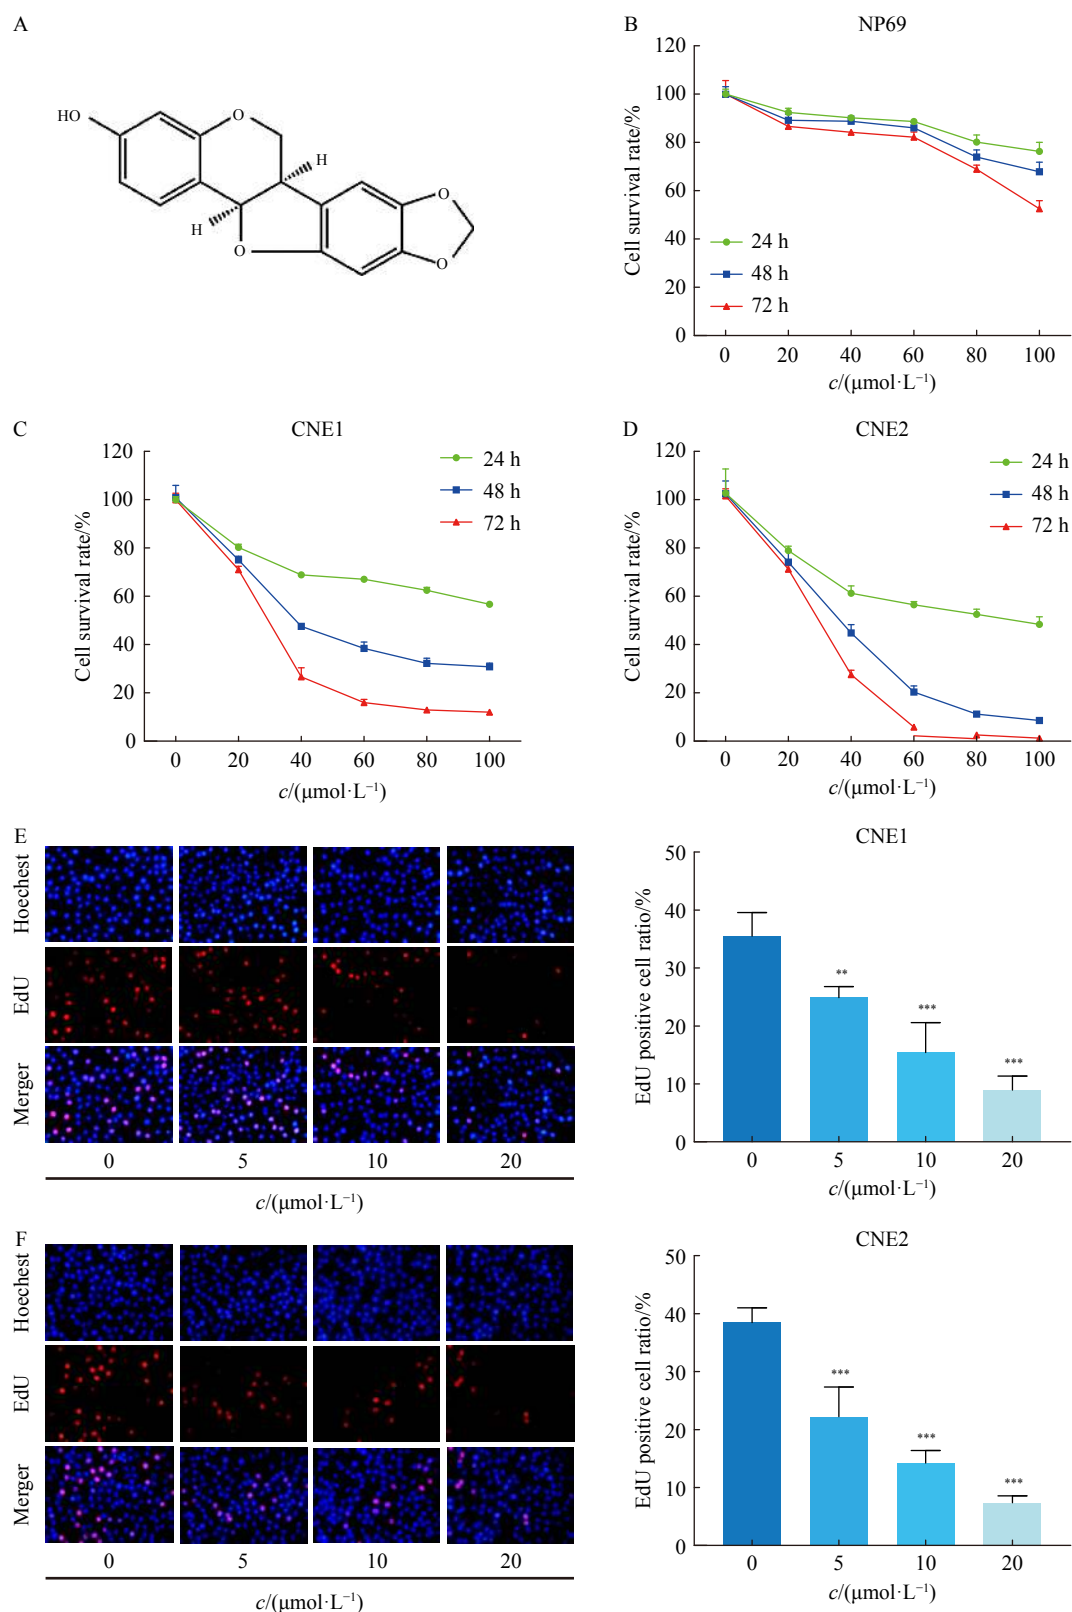 A
HO
O
H
H
O
O
O
B
NP69
Cell survival rate/%
120
100
80
60
40
20
0
24 h
48 h
72 h
0 20 40 60 80 100
c/(μmol·L⁻¹)
C
CNE1
Cell survival rate/%
120
100
80
60
40
20
0
24 h
48 h
72 h
0 20 40 60 80 100
c/(μmol·L⁻¹)
D
CNE2
Cell survival rate/%
120
100
80
60
40
20
0
24 h
48 h
72 h
0 20 40 60 80 100
c/(μmol·L⁻¹)
E
Hoechest
EdU
Merger
0 5 10 20
c/(μmol·L⁻¹)
CNE1
EdU positive cell ratio/%
50
40
30
20
10
0
**
***
***
0 5 10 20
c/(μmol·L⁻¹)
F
Hoechest
EdU
Merger
0 5 10 20
c/(μmol·L⁻¹)
CNE2
EdU positive cell ratio/%
50
40
30
20
10
0
***
***
***
0 5 10 20
c/(μmol·L⁻¹)